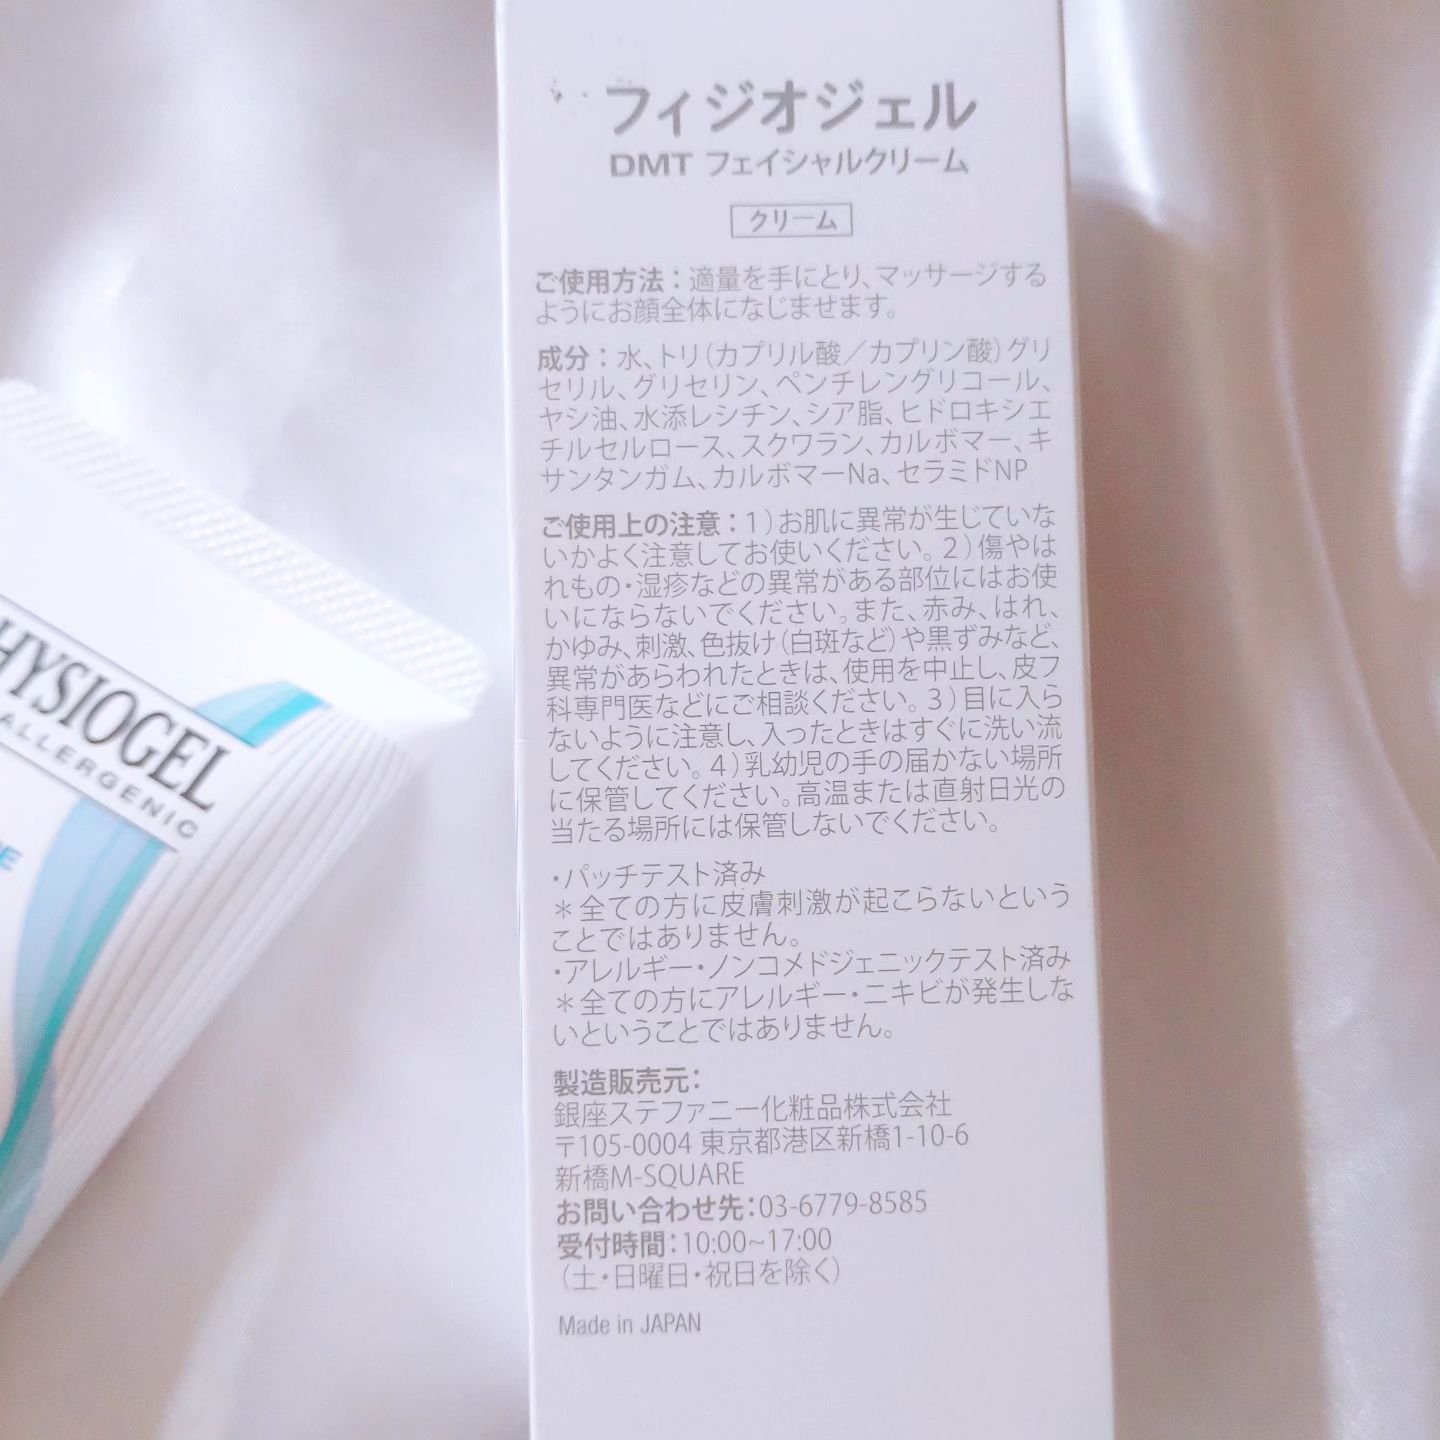 フィジオジェル
DMT フェイシャルクリーム
クリーム
ご使用方法：適量を手にとり、マッサージする
ようにお顔全体になじませます。
成分：水、トリ（カプリル酸／カプリン酸）グリ
セリル、グリセリン、ペンチレングリコール、
ヤシ油、水添レシチン、シア脂、ヒドロキシエ
チルセルロース、スクワラン、カルボマー、キ
サンタンガム、カルボマーNa、セラミドNP
ご使用上の注意：1）お肌に異常が生じていな
いかよく注意してお使いください。2）傷やは
れもの・湿疹などの異常がある部位にはお使
いにならないでください。また、赤み、はれ、
かゆみ、刺激、色抜け（白斑など）や黒ずみなど、
異常があらわれたときは、使用を中止し、皮フ
科専門医などにご相談ください。3）目に入ら
ないように注意し、入ったときはすぐに洗い流
してください。4）乳幼児の手の届かない場所
に保管してください。高温または直射日光の
当たる場所には保管しないでください。
・パッチテスト済み
＊全ての方に皮膚刺激が起こらないという
ことではありません。
・アレルギー・ノンコメドジェニックテスト済み
＊全ての方にアレルギー・ニキビが発生しな
いということではありません。
製造販売元：
銀座ステファニー化粧品株式会社
〒105-0004 東京都港区新橋1-10-6
新橋M-SQUARE
お問い合わせ先：03-6779-8585
受付時間：10:00~17:00
（土・日曜日・祝日を除く）
Made in JAPAN
HYSIOGEL
ALLERGENIC